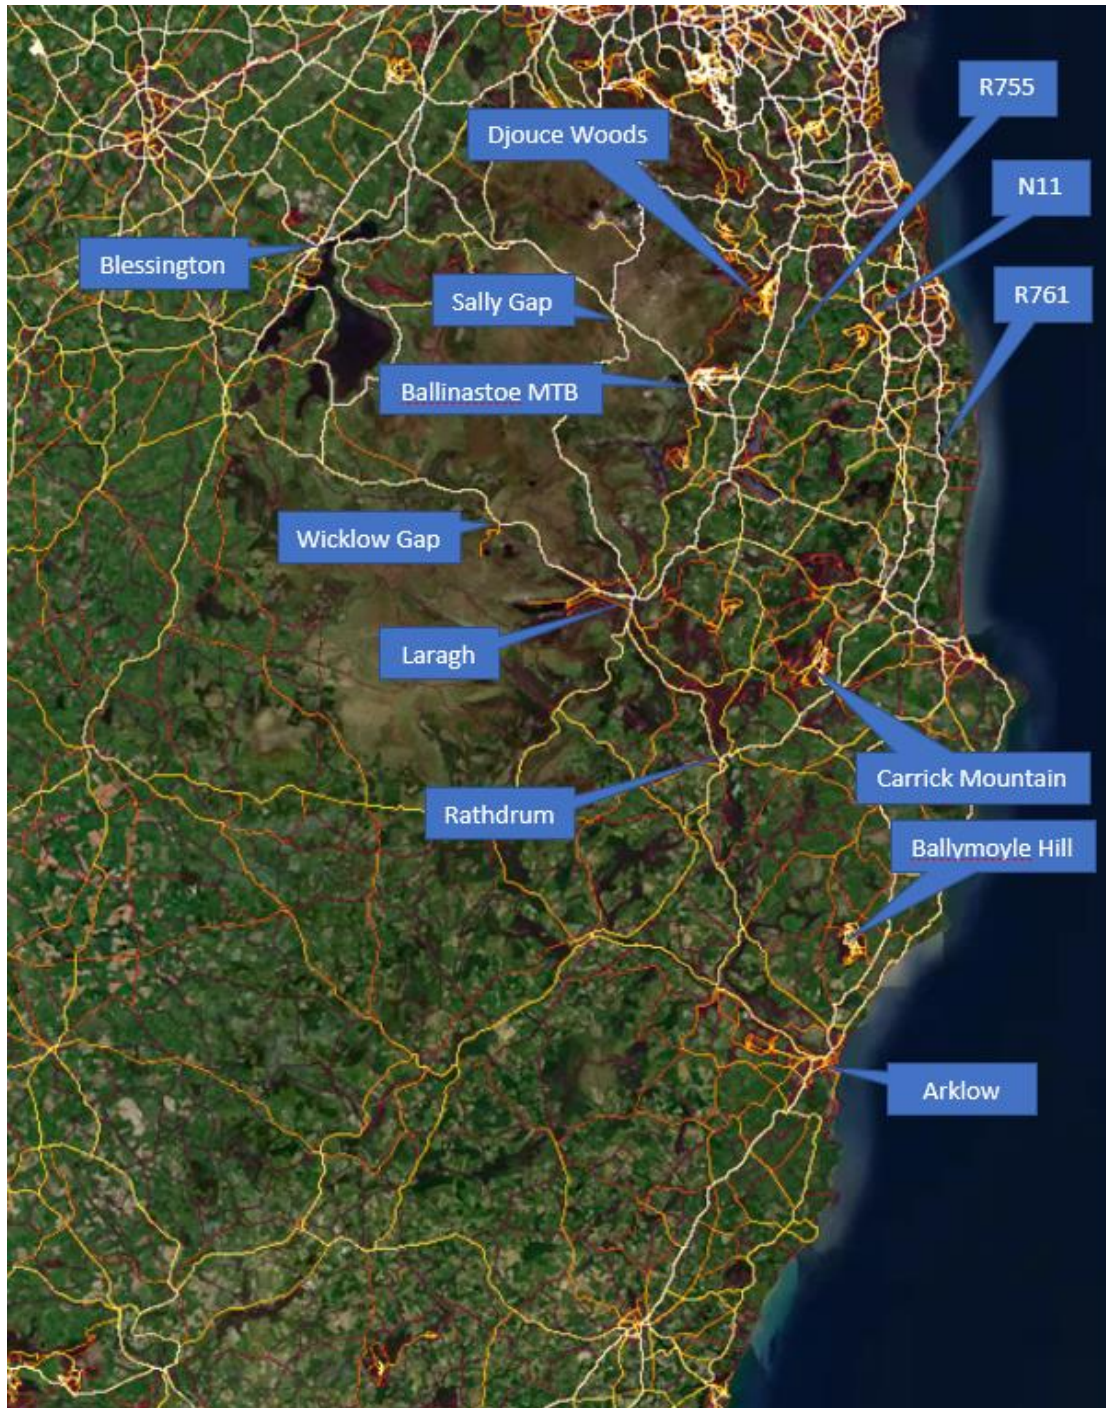 R755
Djouce Woods
N11
Blessington
Sally Gap
R761
Ballinastoe MTB
Wicklow Gap
Laragh
Carrick Mountain
Rathdrum
Ballymoyle Hill
Arklow